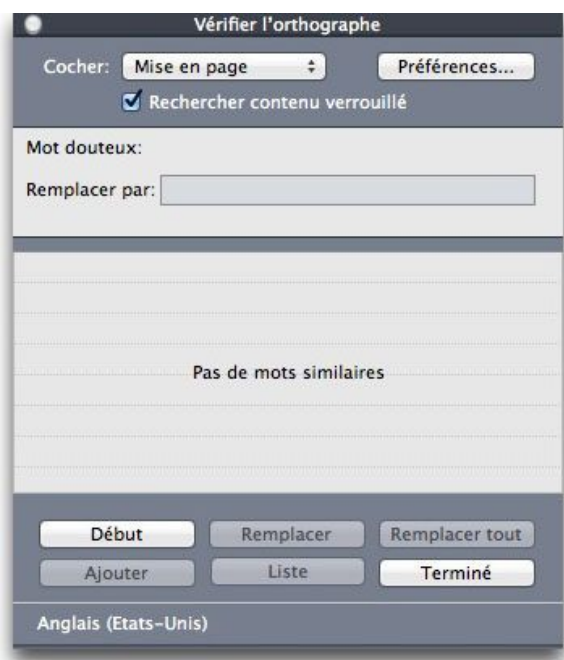 Vérifier l'orthographe
Cocher: Mise en page Préférences...
Rechercher contenu verrouillé
Mot douteux:
Remplacer par:
Pas de mots similaires
Début Remplacer Remplacer tout
Ajouter Liste Terminé
Anglais (Etats-Unis)